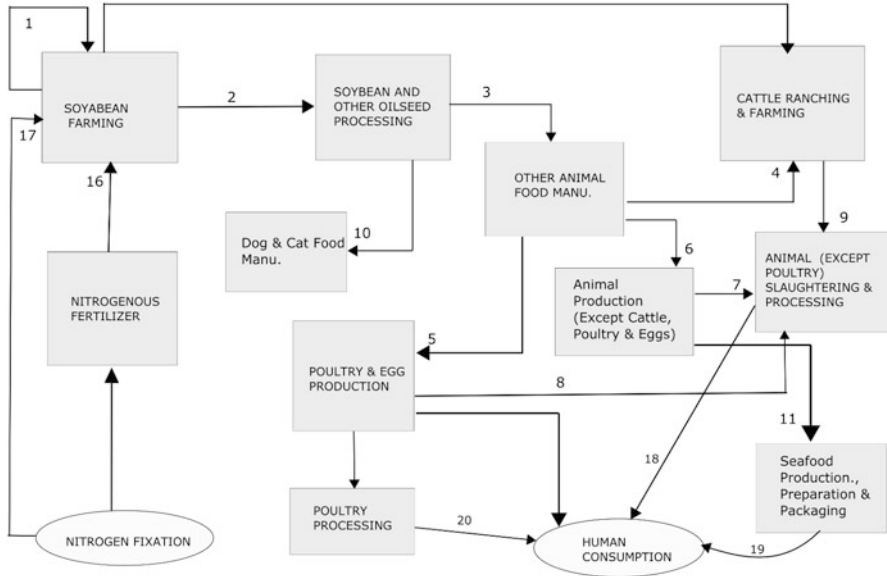 1
SOYABEAN
FARMING
17
2
SOYBEAN AND
OTHER OILSEED
PROCESSING
3
CATTLE RANCHING
& FARMING
16
OTHER ANIMAL
FOOD MANU.
4
Dog & Cat Food
Manu.
10
6
9
NITROGENOUS
FERTILIZER
Animal
Production
(Except Cattle,
Poultry & Eggs)
7
ANIMAL (EXCEPT
POULTRY)
SLAUGHTERING &
PROCESSING
5
POULTRY & EGG
PRODUCTION
8
11
18
Seafood
Production.,
Preparation &
Packaging
POULTRY
PROCESSING
20
NITROGEN FIXATION
HUMAN
CONSUMPTION
19